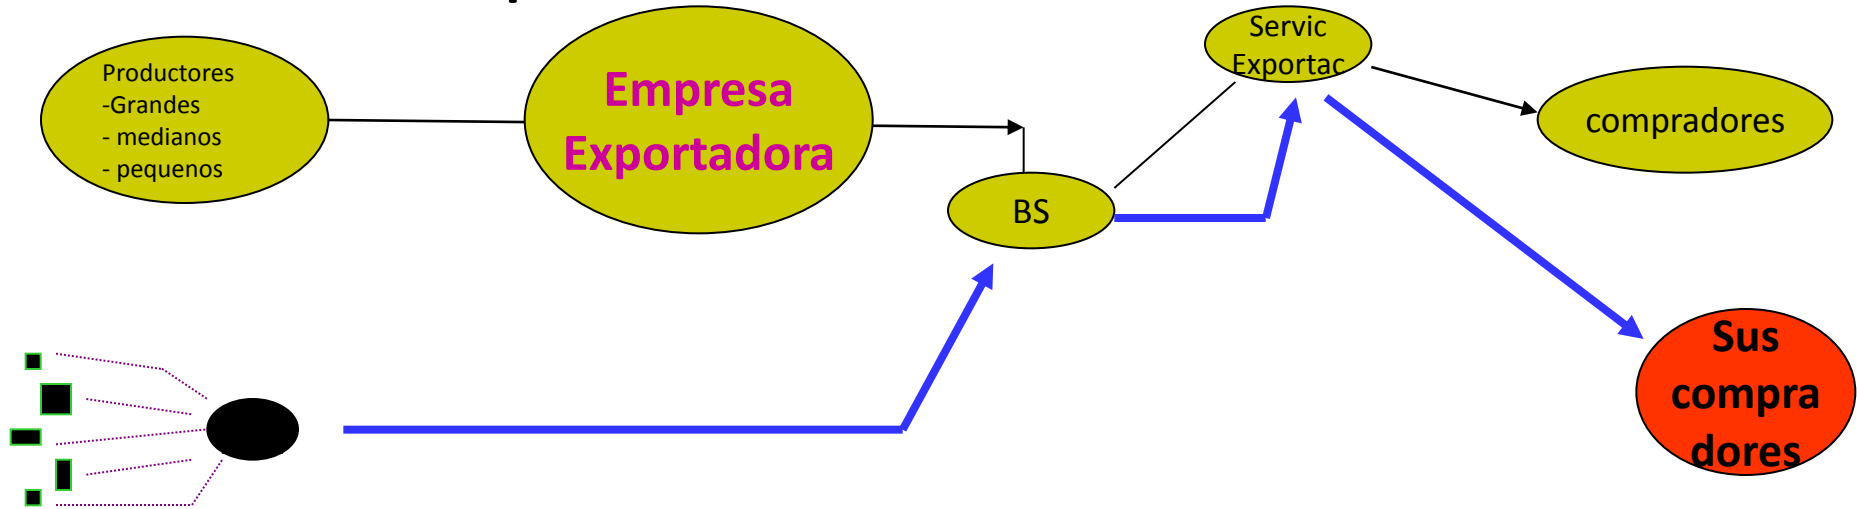 Productores
-Grandes
- medianos
- pequenos
Empresa
Exportadora
BS
Servic
Exportac
compradores
Sus
compra
dores